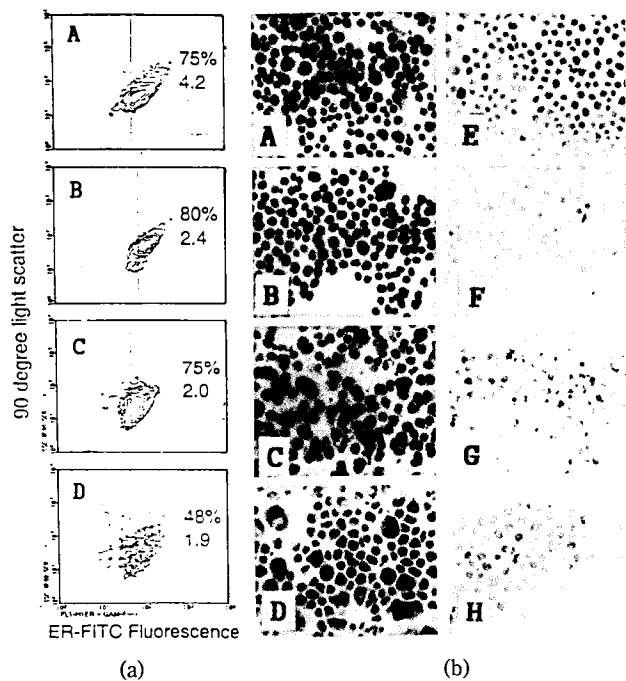 A
75%
4.2
B
80%
2.4
C
75%
2.0
D
48%
1.9
90 degree light scatter
ER-FITC Fluorescence
(a)
A
E
B
F
C
G
D
H
(b)